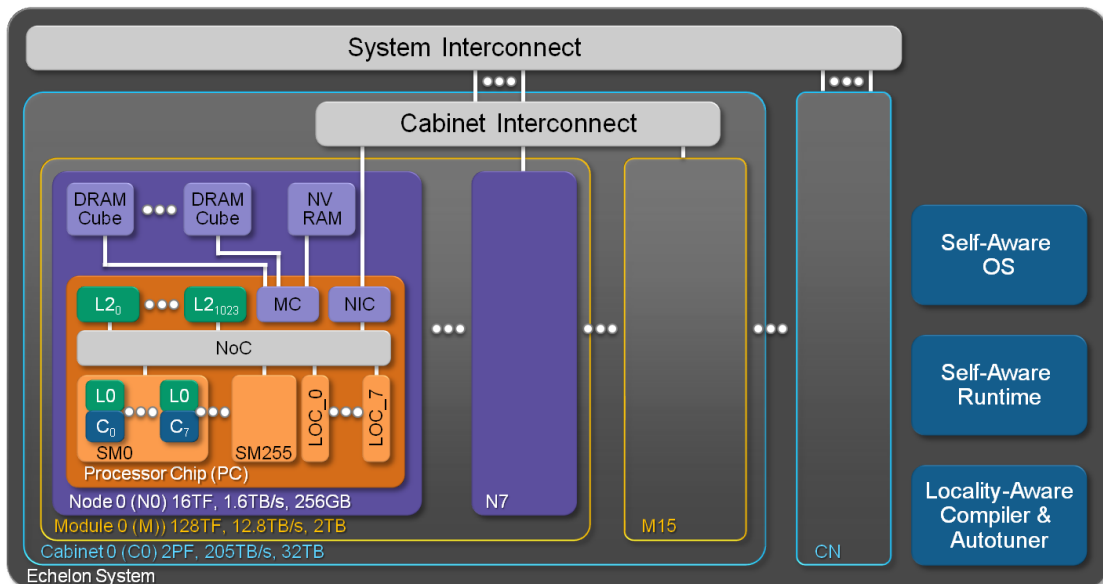 System Interconnect
Cabinet Interconnect
DRAM
Cube
DRAM
Cube
NV
RAM
L2₀
L2₁₀₂₃
MC
NIC
NoC
L0
C₀
L0
C₇
SM0
SM255
LOC_0
LOC_7
Processor Chip (PC)
Node 0 (N0) 16TF, 1.6TB/s, 256GB
N7
Module 0 (M)) 128TF, 12.8TB/s, 2TB
M15
Cabinet 0 (C0) 2PF, 205TB/s, 32TB
CN
Echelon System
Self-Aware
OS
Self-Aware
Runtime
Locality-Aware
Compiler &
Autotuner